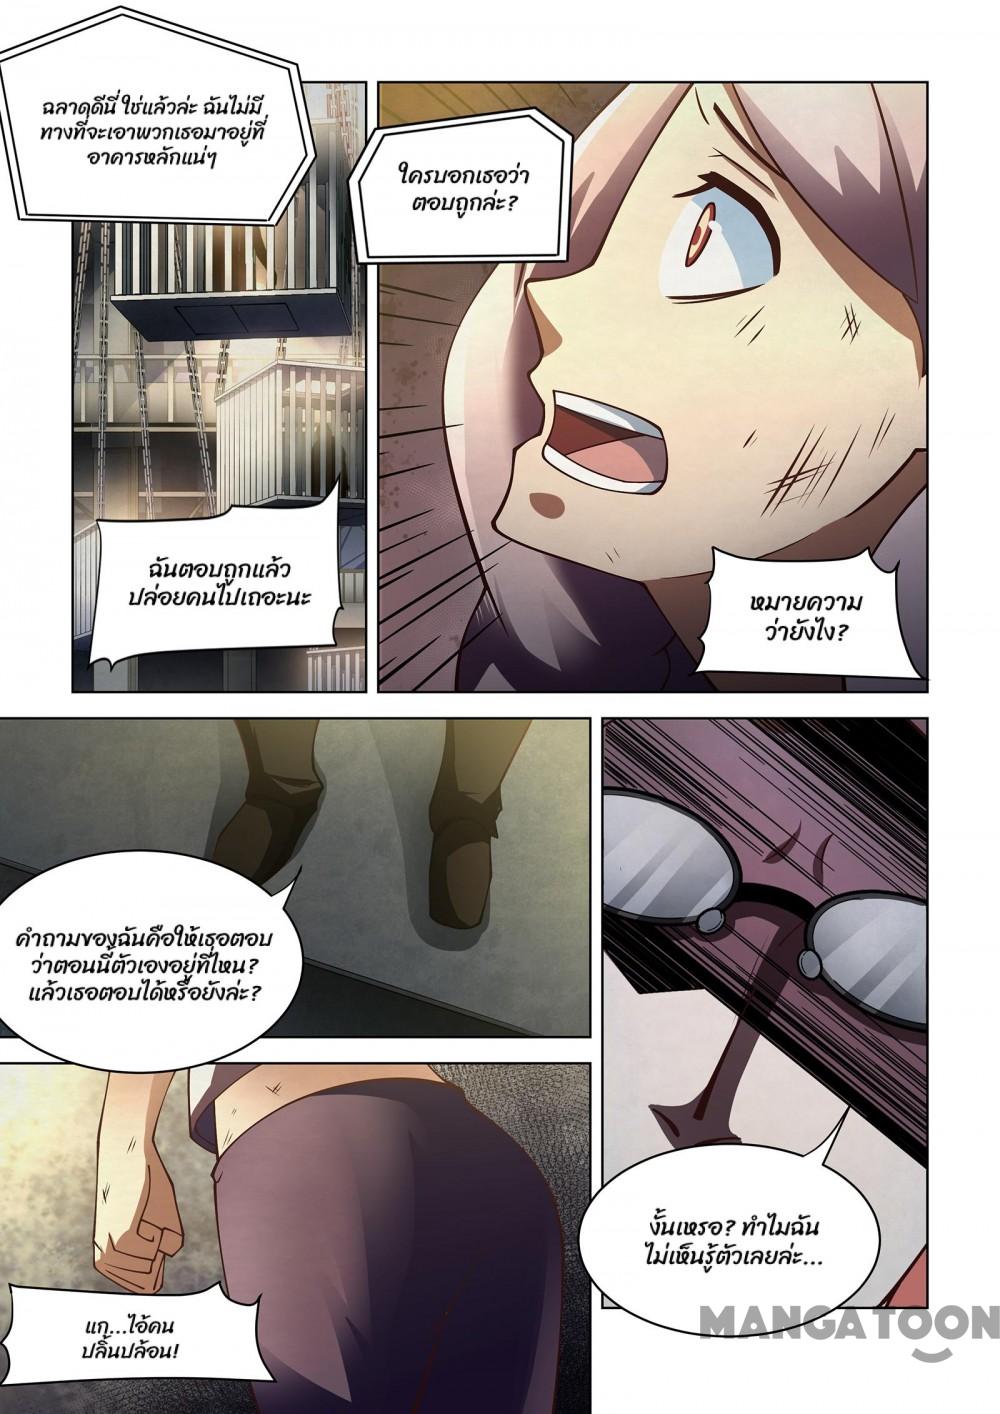 ฉลาดดีนี่ ใช่แล้วล่ะ ฉันไม่มี
ทางที่จะเอาพวกเธอมาอยู่ที่
อาคารหลักแน่ๆ
ฉันตอบถูกแล้ว
ปล่อยคนไปเถอะนะ
ใครบอกเธอว่า
ตอบถูกล่ะ?
หมายความ
ว่ายังไง?
คำถามของฉันคือให้เธอตอบ
ว่าตอนนี้ตัวเองอยู่ที่ไหน?
แล้วเธอตอบได้หรือยังล่ะ?
งั้นเหรอ? ทำไมฉัน
ไม่เห็นรู้ตัวเลยล่ะ...
แก...ไอ้คน
ปลิ้นปล้อน!
MANGATOON